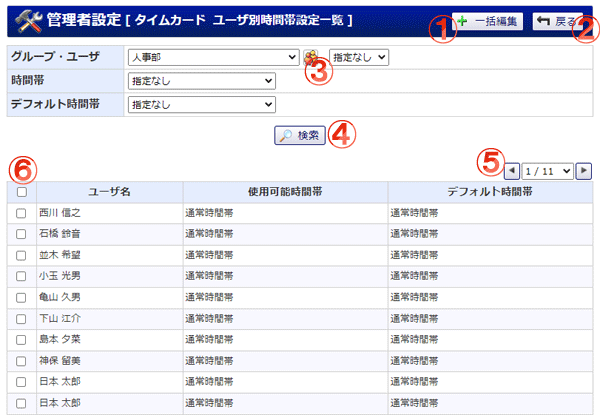 管理者設定 [ タイムカード ユーザ別時間帯設定一覧 ]
① 一括編集 ② 戻る
グループ・ユーザ 人事部 ③ 指定なし
時間帯 指定なし
デフォルト時間帯 指定なし
検索 ④
⑤ 1 / 11
⑥
ユーザ名 使用可能時間帯 デフォルト時間帯
西川 信之 通常時間帯 通常時間帯
石橋 鈴音 通常時間帯 通常時間帯
並木 希望 通常時間帯 通常時間帯
小玉 光男 通常時間帯 通常時間帯
亀山 久男 通常時間帯 通常時間帯
下山 江介 通常時間帯 通常時間帯
島本 夕菜 通常時間帯 通常時間帯
神保 留美 通常時間帯 通常時間帯
日本 太郎 通常時間帯 通常時間帯
日本 太郎 通常時間帯 通常時間帯